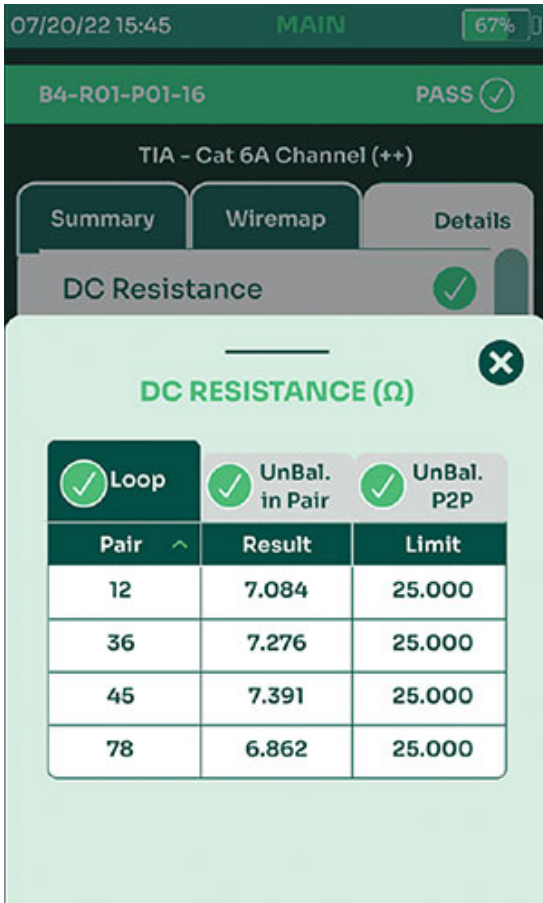 07/20/22 15:45 MAIN 67%
B4-R01-P01-16 PASS
TIA - Cat 6A Channel (++)
Summary Wiremap Details
DC Resistance
DC RESISTANCE (Ω)
Loop UnBal. in Pair UnBal. P2P
Pair Result Limit
12 7.084 25.000
36 7.276 25.000
45 7.391 25.000
78 6.862 25.000